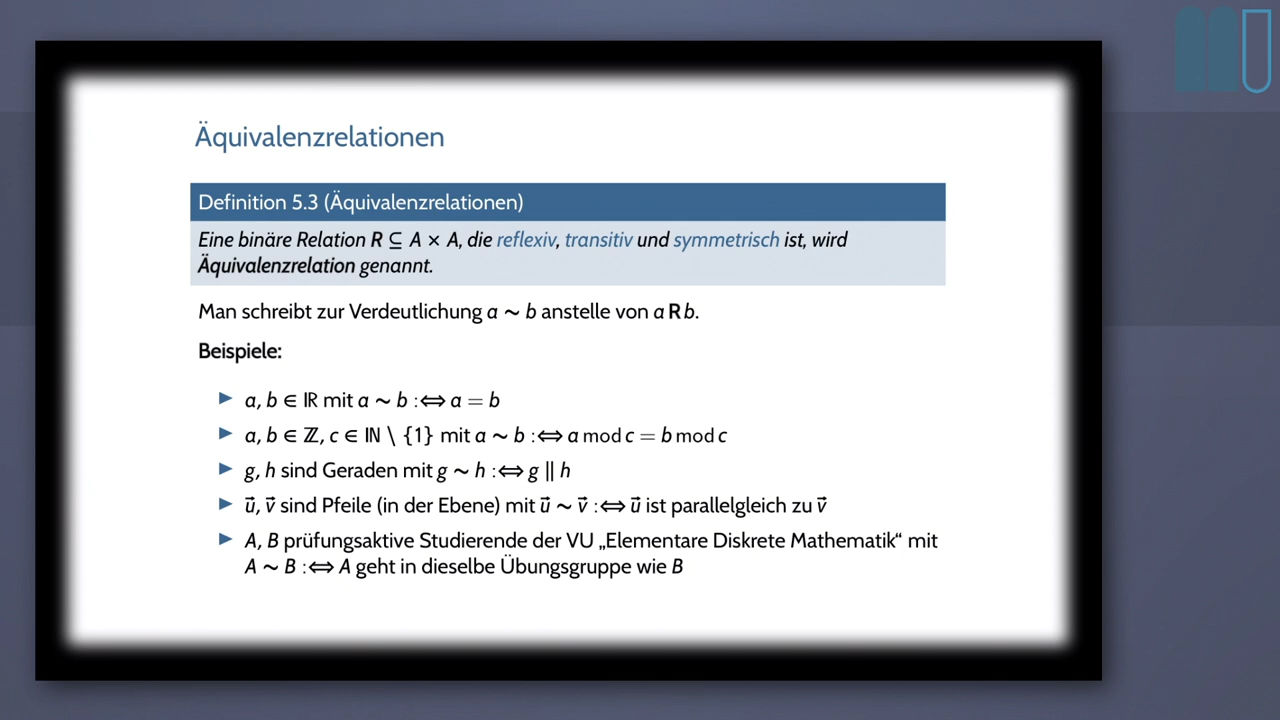 Äquivalenzrelationen
Definition 5.3 (Äquivalenzrelationen)
Eine binäre Relation R ⊆ A × A, die reflexiv, transitiv und symmetrisch ist, wird
Äquivalenzrelation genannt.
Man schreibt zur Verdeutlichung a ∼ b anstelle von a R b.
Beispiele:
▶ a, b ∈ ℝ mit a ∼ b :⇔ a = b
▶ a, b ∈ ℤ, c ∈ ℕ \ {1} mit a ∼ b :⇔ a mod c = b mod c
▶ g, h sind Geraden mit g ∼ h :⇔ g || h
▶ u⃗, v⃗ sind Pfeile (in der Ebene) mit u⃗ ∼ v⃗ :⇔ u⃗ ist parallelgleich zu v⃗
▶ A, B prüfungsaktive Studierende der VU „Elementare Diskrete Mathematik“ mit
A ∼ B :⇔ A geht in dieselbe Übungsgruppe wie B